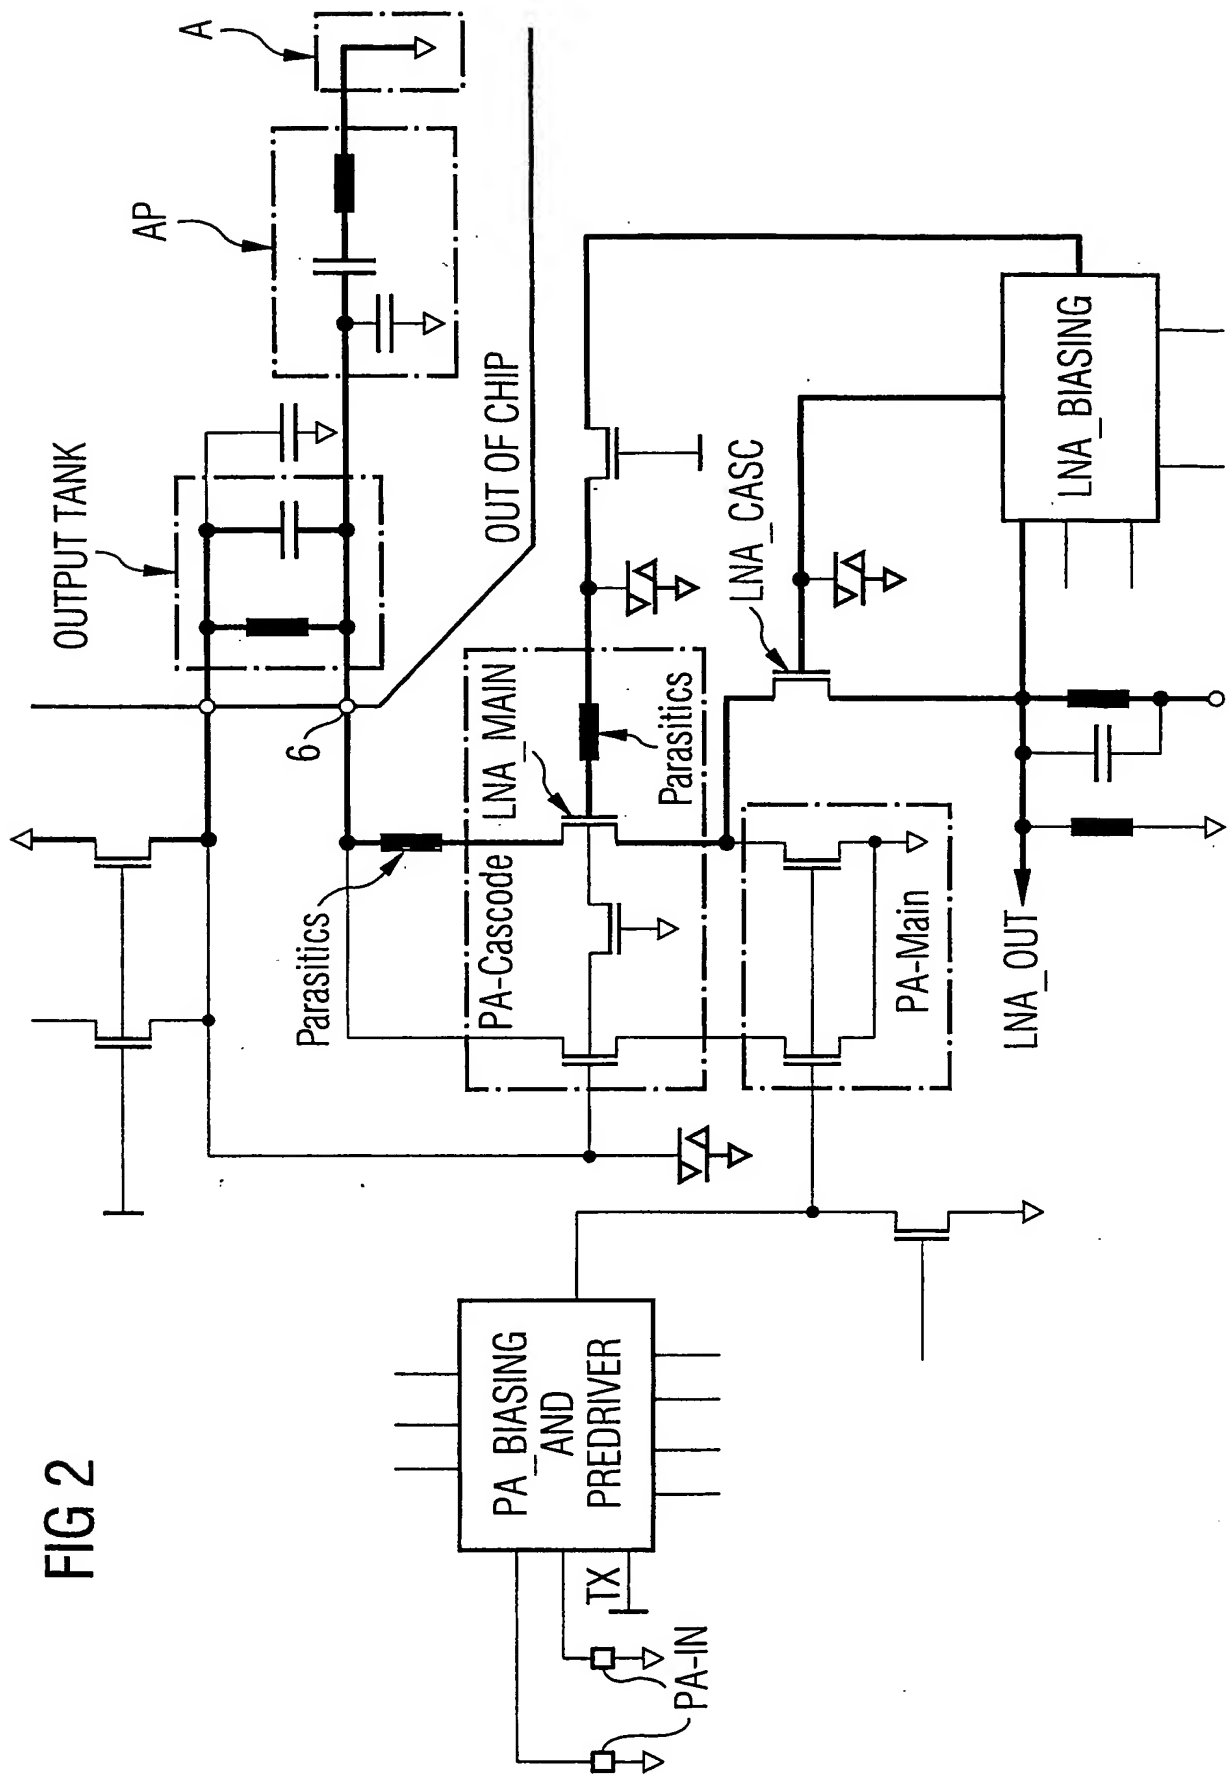 FIG 2
A
AP
OUTPUT TANK
OUT OF CHIP
6
Parasitics
PA-Cascode
LNA_MAIN
Parasitics
LNA_CASC
PA-Main
LNA_BIASING
LNA_OUT
PA_BIASING
_AND
PREDRIVER
TX
PA-IN